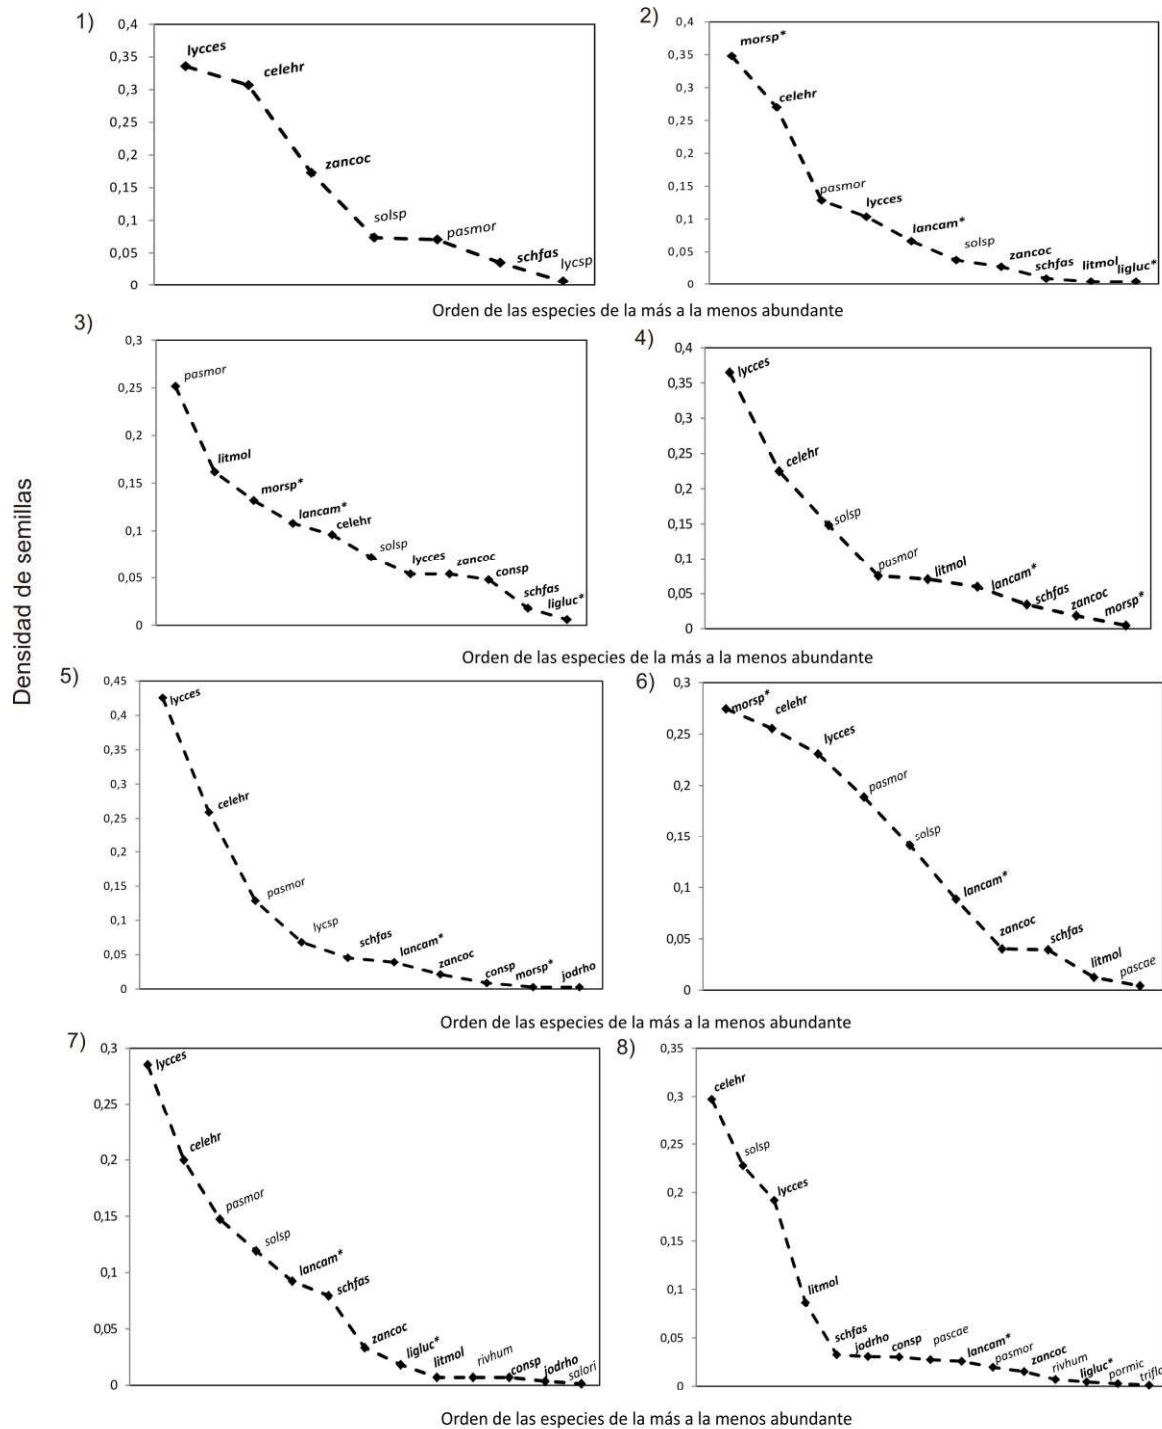 Densidad de semillas
1)
0,4
0,35
0,3
0,25
0,2
0,15
0,1
0,05
0
lycces
celehr
zancoc
solsp
pasmor
schfas
lycsp
2)
0,4
0,35
0,3
0,25
0,2
0,15
0,1
0,05
0
morsp*
celehr
pasmor
lycces
lancam*
solsp
zancoc
schfas
litmol
ligluc*
Orden de las especies de la más a la menos abundante
3)
0,3
0,25
0,2
0,15
0,1
0,05
0
pasmor
litmol
morsp*
lancam*
celehr
solsp
lycces
zancoc
consp
schfas
ligluc*
4)
0,4
0,35
0,3
0,25
0,2
0,15
0,1
0,05
0
lycces
celehr
solsp
pusmor
litmol
lancam*
schfas
zancoc
morsp*
Orden de las especies de la más a la menos abundante
5)
0,45
0,4
0,35
0,3
0,25
0,2
0,15
0,1
0,05
0
lycces
celehr
pasmor
lycsp
schfas
lancam*
zancoc
consp
morsp*
jodrho
6)
0,3
0,25
0,2
0,15
0,1
0,05
0
morsp*
celehr
lycces
pasmor
solsp
lancam*
zancoc
schfas
litmol
pascae
Orden de las especies de la más a la menos abundante
7)
0,3
0,25
0,2
0,15
0,1
0,05
0
lycces
celehr
pasmor
solsp
lancam*
schfas
zancoc
ligluc*
litmol
rivhum
consp
jodrho
salori
8)
0,35
0,3
0,25
0,2
0,15
0,1
0,05
0
celehr
solsp
lycces
litmol
schfas
jodrho
consp
pascae
lancam*
pasmor
zancoc
rivhum
ligluc*
pormic
triflo
Orden de las especies de la más a la menos abundante